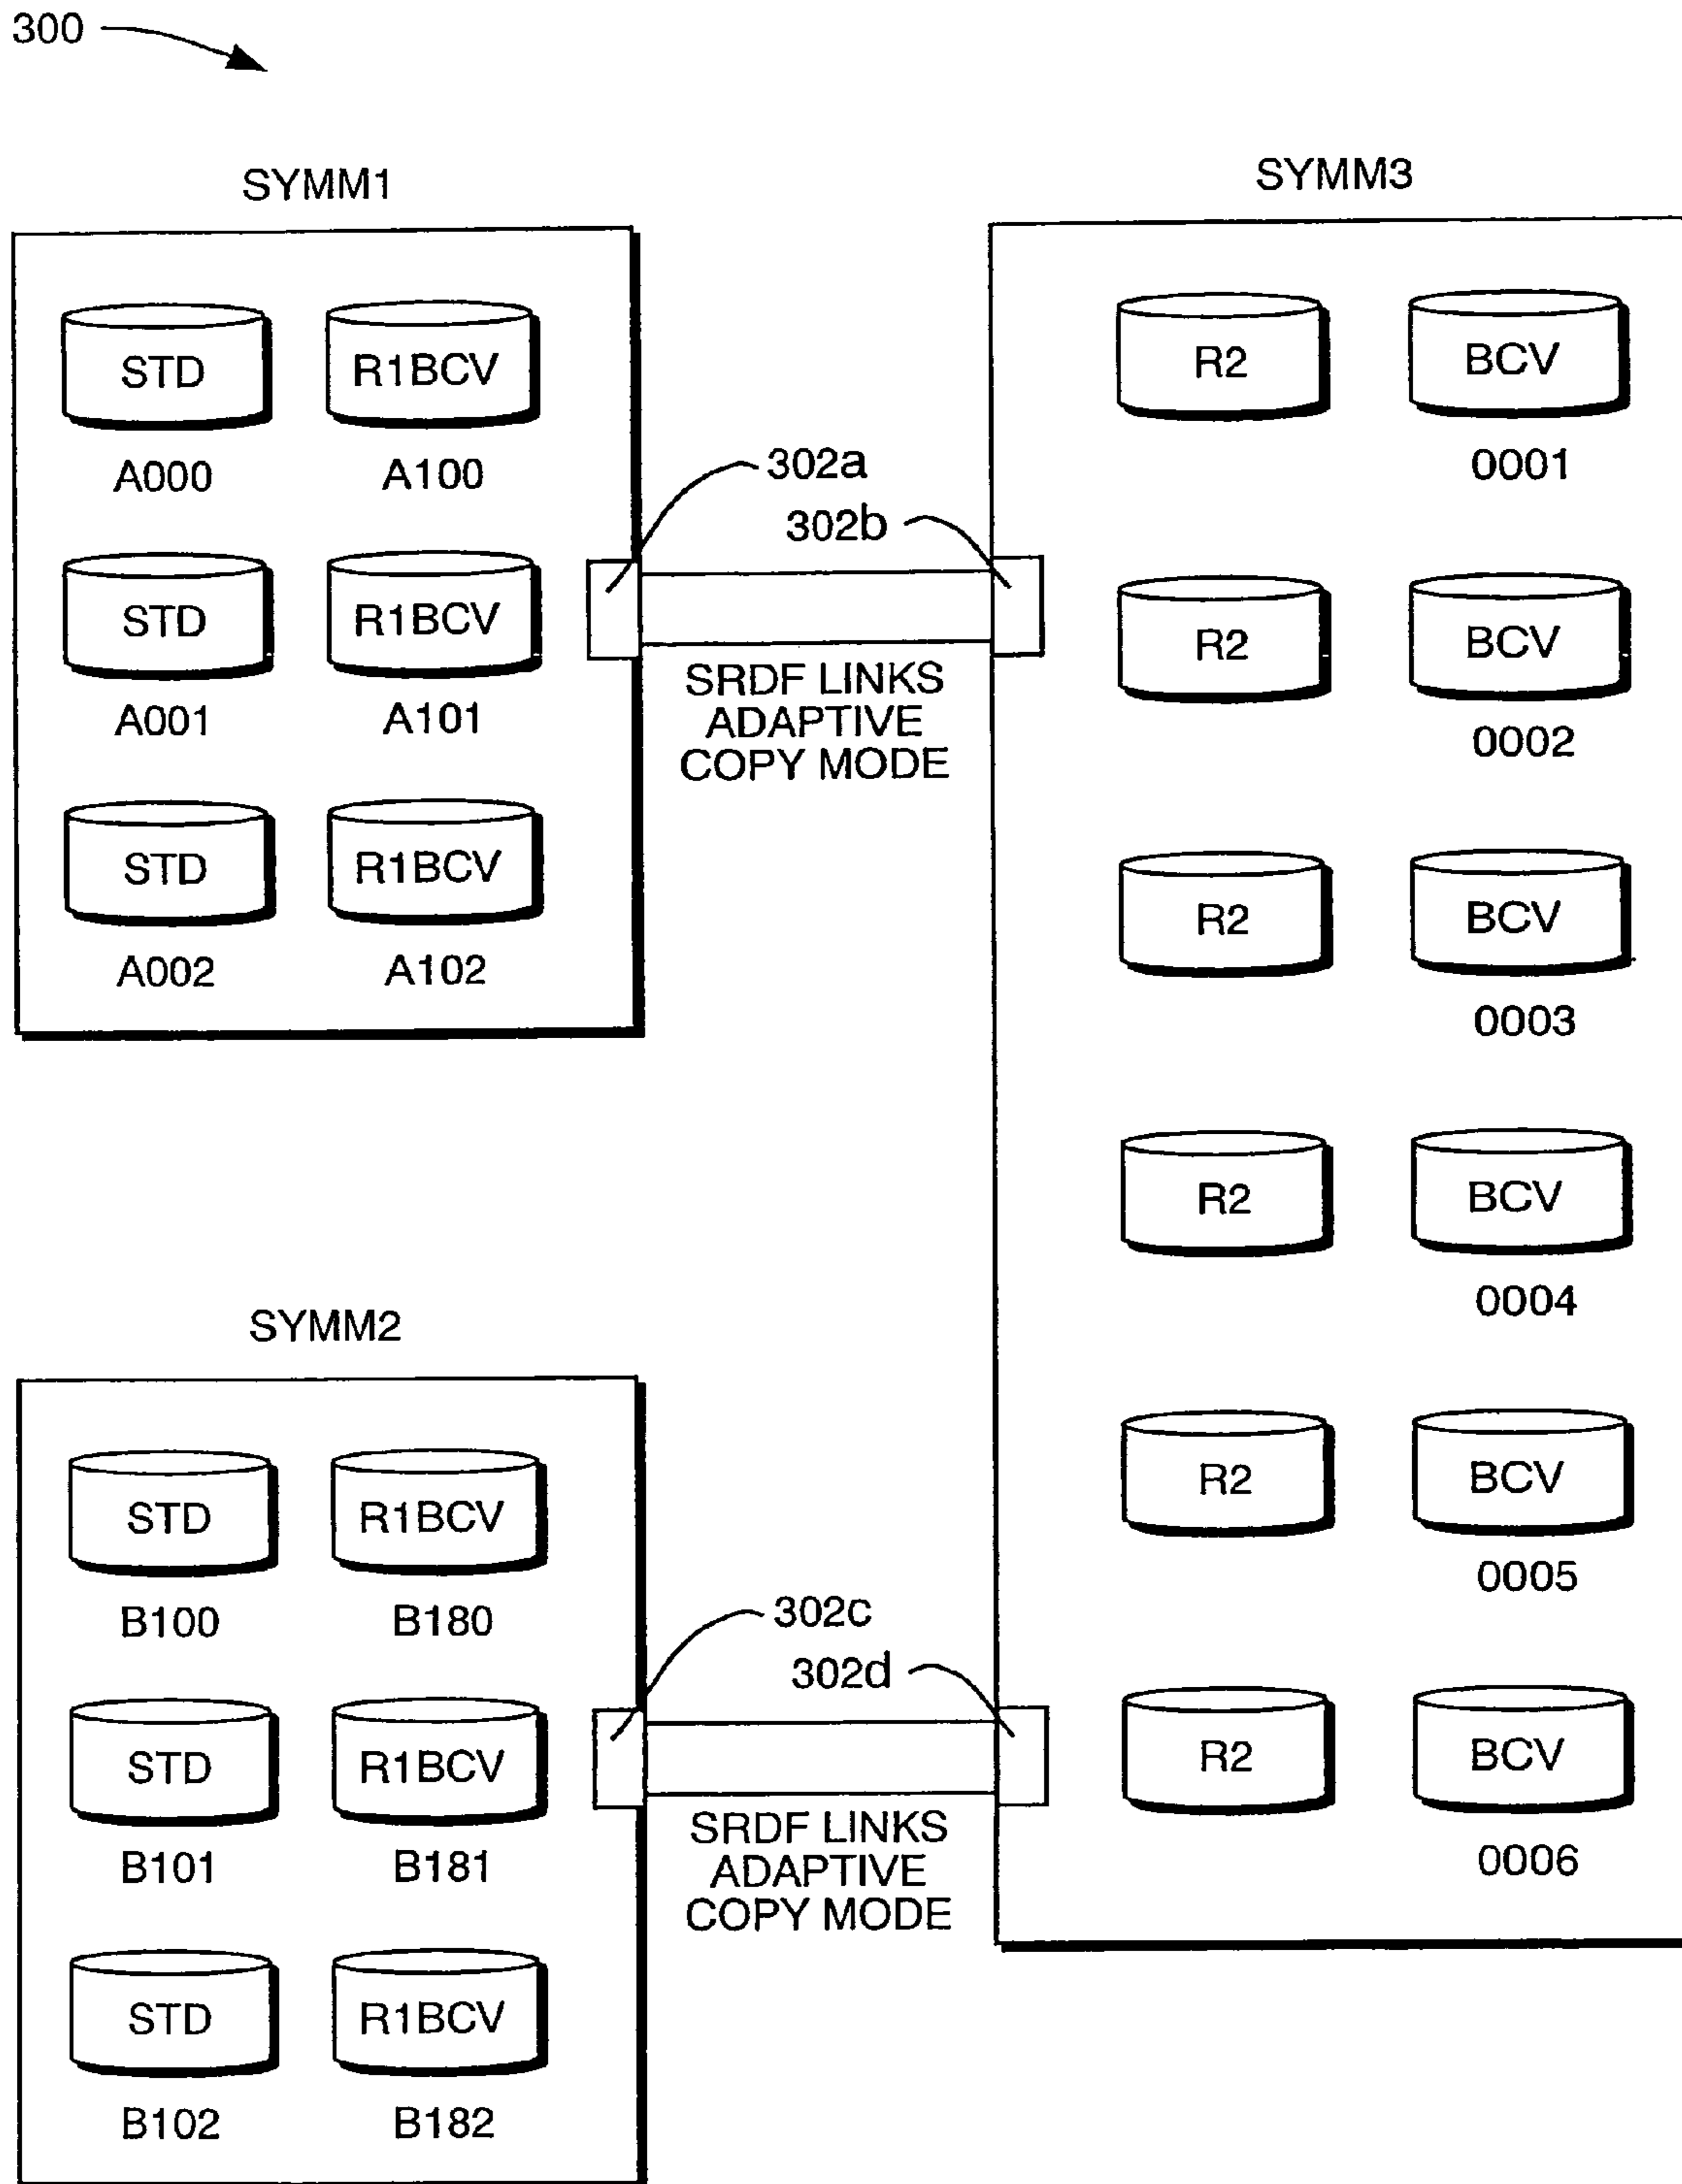 300
SYMM1
STD R1BCV
A000 A100
STD R1BCV
A001 A101
STD R1BCV
A002 A102
302a
302b
SRDF LINKS
ADAPTIVE
COPY MODE
SYMM3
R2 BCV
0001
R2 BCV
0002
R2 BCV
0003
R2 BCV
0004
R2 BCV
0005
R2 BCV
0006
SYMM2
STD R1BCV
B100 B180
STD R1BCV
B101 B181
STD R1BCV
B102 B182
302c
302d
SRDF LINKS
ADAPTIVE
COPY MODE